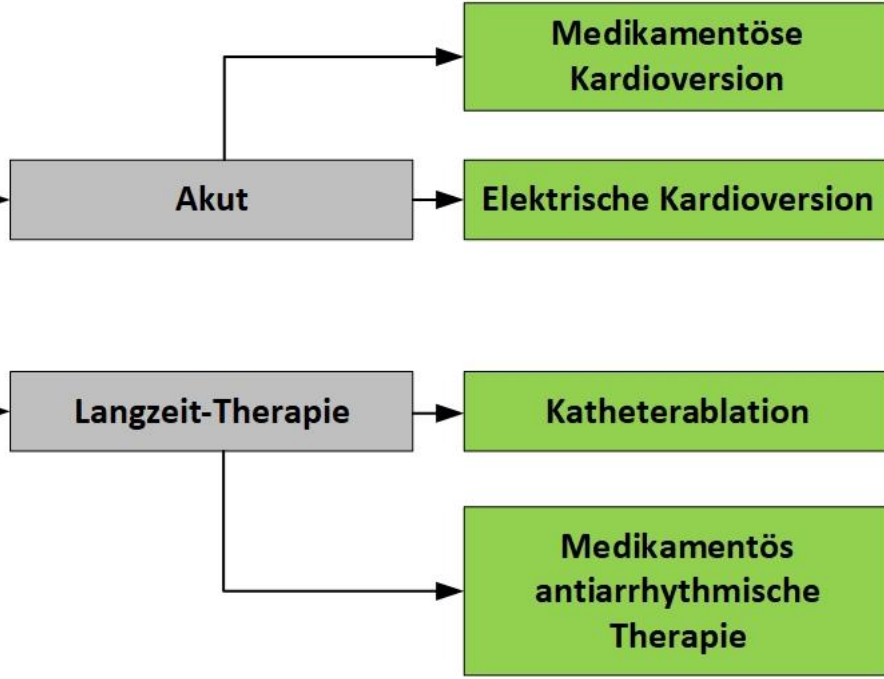 Medikamentöse
Kardioversion
Akut
Elektrische Kardioversion
Langzeit-Therapie
Katheterablation
Medikamentös
antiarrhythmische
Therapie